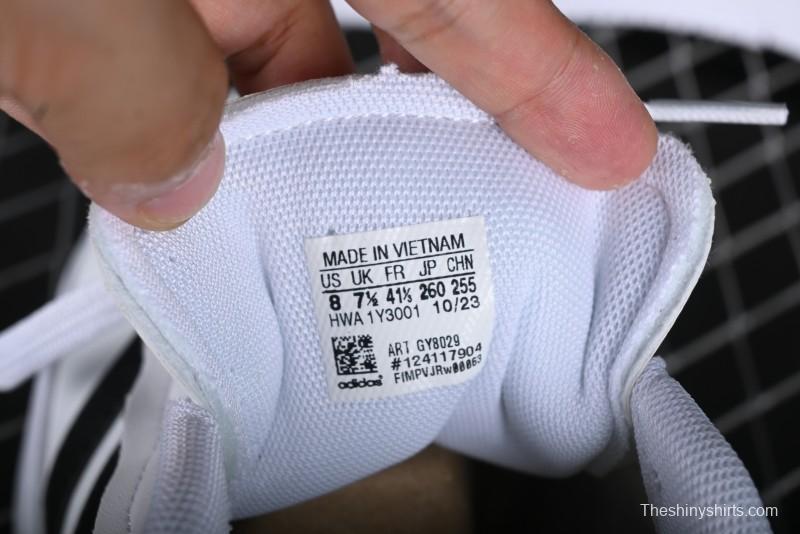 MADE IN VIETNAM
US UK FR JP CHN
8 7½ 41⅓ 260 255
HWA 1Y3001 10/23
ART GY8029
#124117904
FIMPVJRw00063
adidas
Theshinyshirts.com